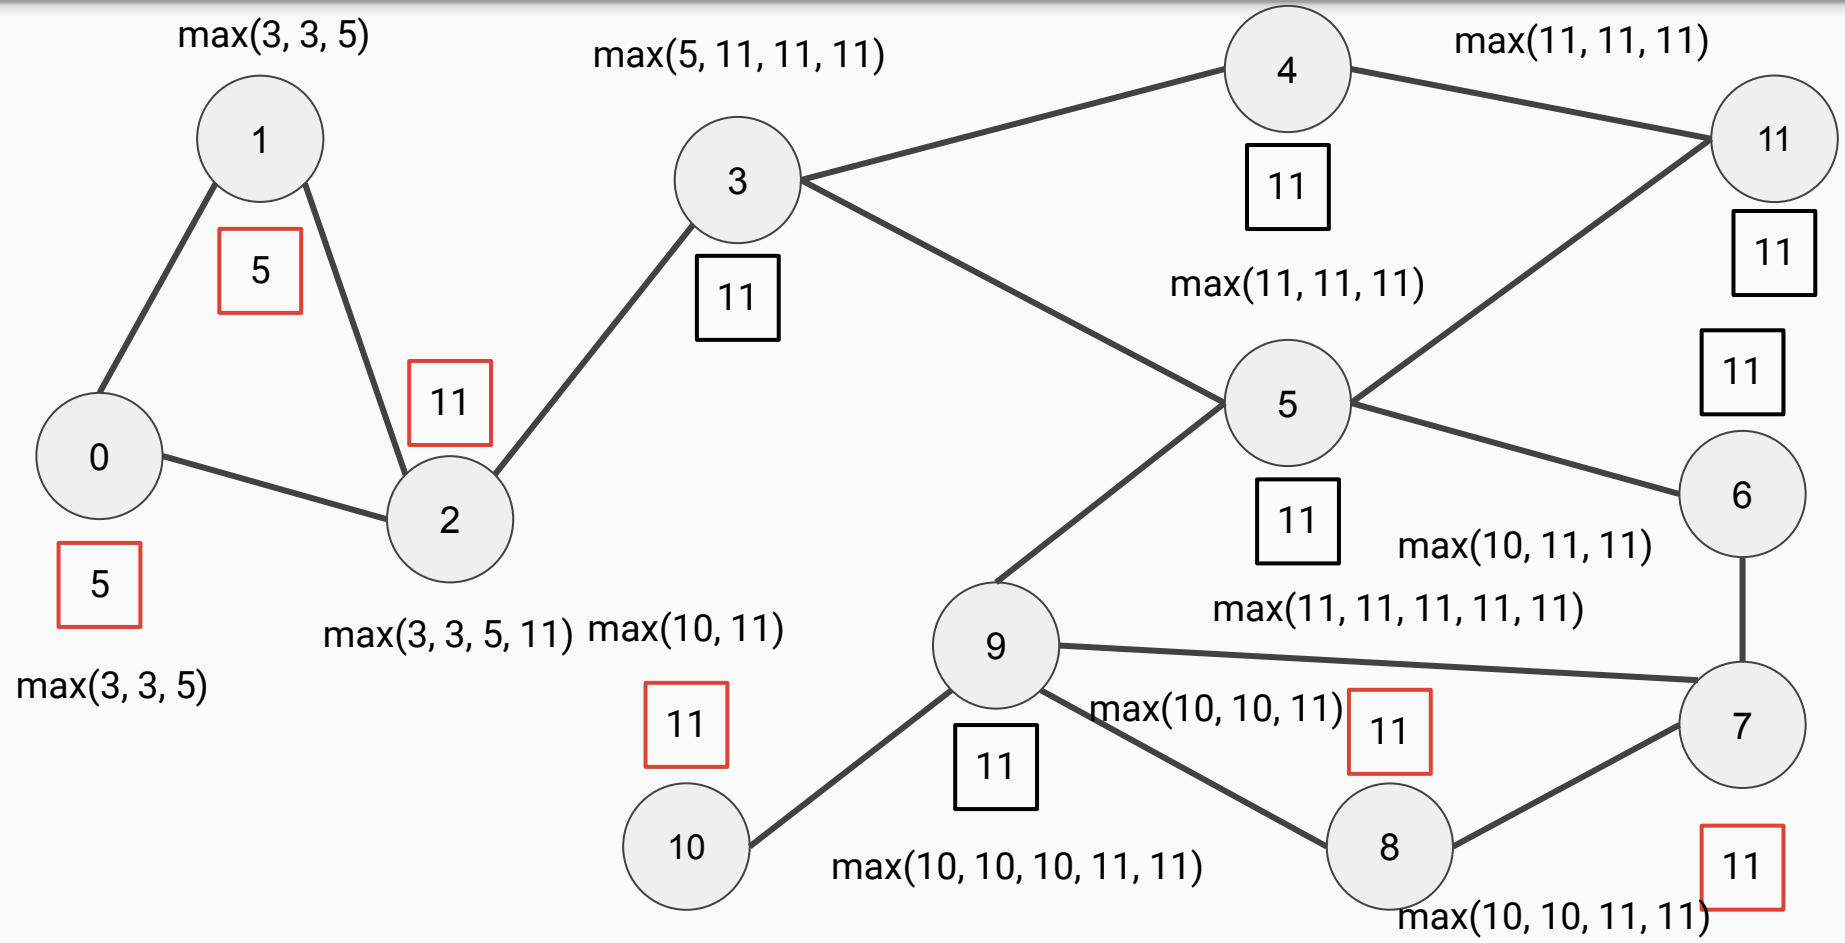 max(3, 3, 5)
max(5, 11, 11, 11)
4
max(11, 11, 11)
1
3
11
11
5
11
11
11
max(11, 11, 11)
11
11
5
0
2
6
5
11
max(10, 11, 11)
max(3, 3, 5, 11)
max(10, 11)
9
max(11, 11, 11, 11, 11)
max(3, 3, 5)
11
max(10, 10, 11)
11
7
11
10
8
max(10, 10, 10, 11, 11)
11
max(10, 10, 11, 11)